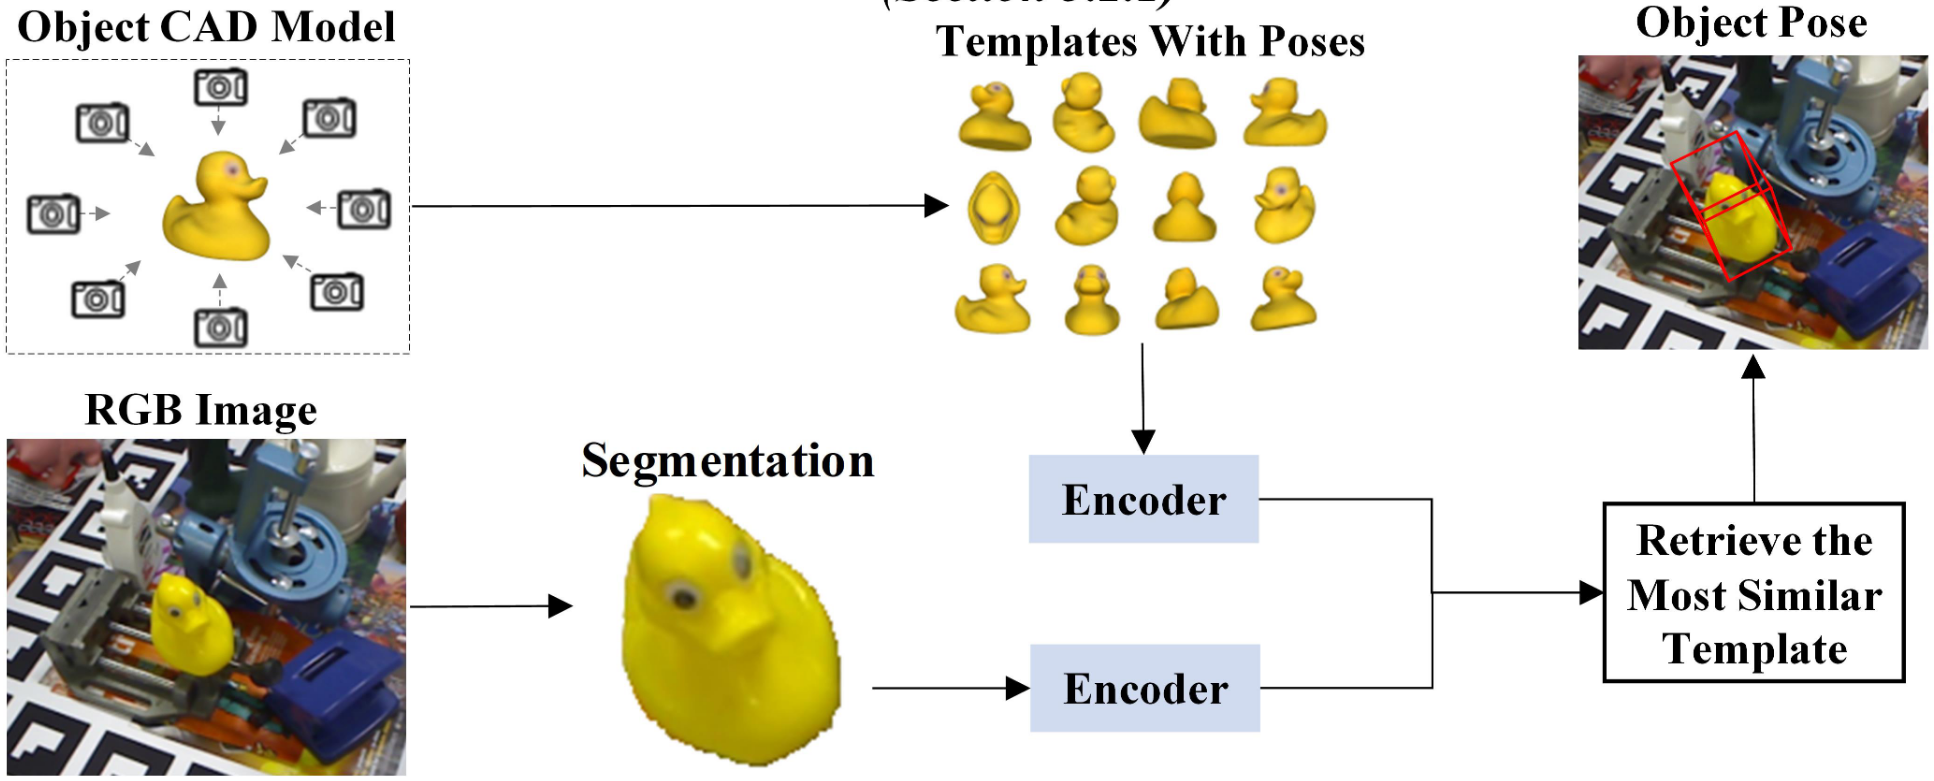 Object CAD Model
Templates With Poses
Object Pose
RGB Image
Segmentation
Encoder
Encoder
Retrieve the
Most Similar
Template